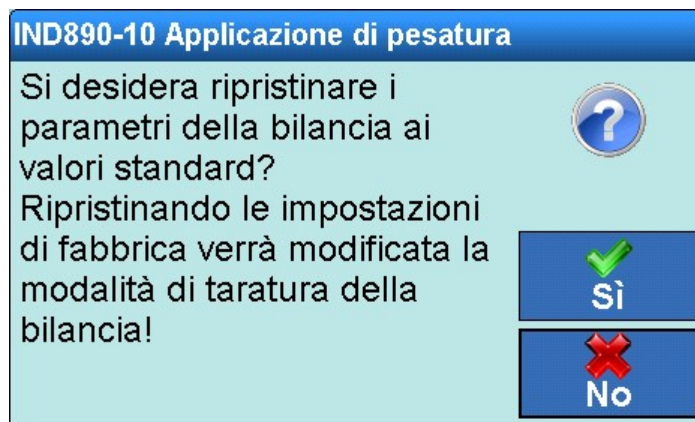 IND890-10 Applicazione di pesatura
Si desidera ripristinare i
parametri della bilancia ai
valori standard?
Ripristinando le impostazioni
di fabbrica verrà modificata la
modalità di taratura della
bilancia!
?
Sì
No